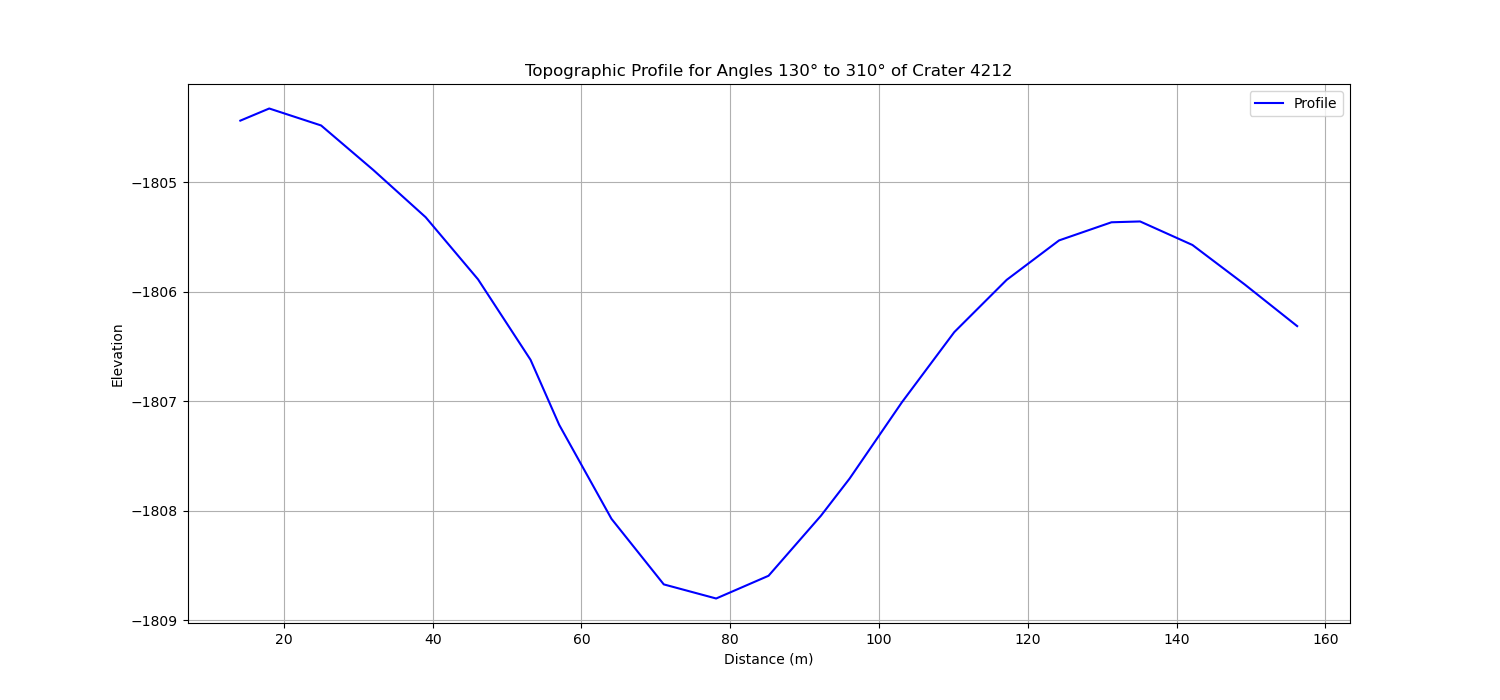 Topographic Profile for Angles 130° to 310° of Crater 4212
Profile
−1805
−1806
−1807
−1808
−1809
Elevation
20 40 60 80 100 120 140 160
Distance (m)